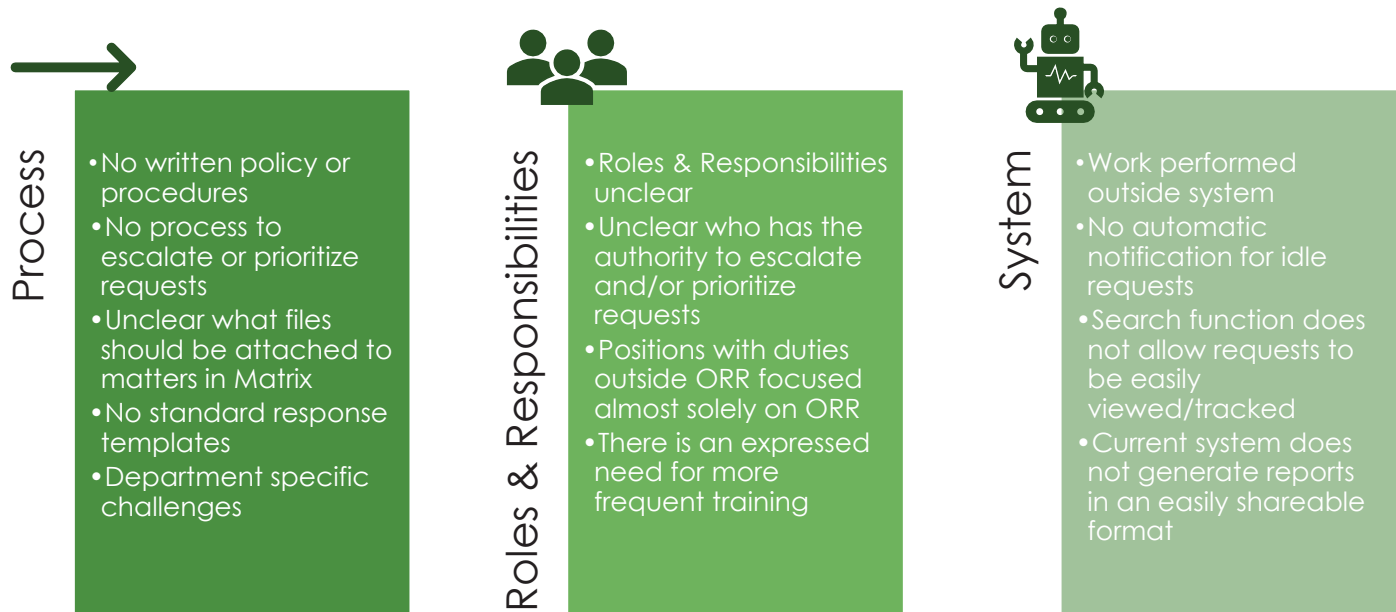 Process
•No written policy or
procedures
•No process to
escalate or prioritize
requests
•Unclear what files
should be attached to
matters in Matrix
•No standard response
templates
•Department specific
challenges
Roles & Responsibilities
•Roles & Responsibilities
unclear
•Unclear who has the
authority to escalate
and/or prioritize
requests
•Positions with duties
outside ORR focused
almost solely on ORR
•There is an expressed
need for more
frequent training
System
•Work performed
outside system
•No automatic
notification for idle
requests
•Search function does
not allow requests to
be easily
viewed/tracked
•Current system does
not generate reports
in an easily shareable
format